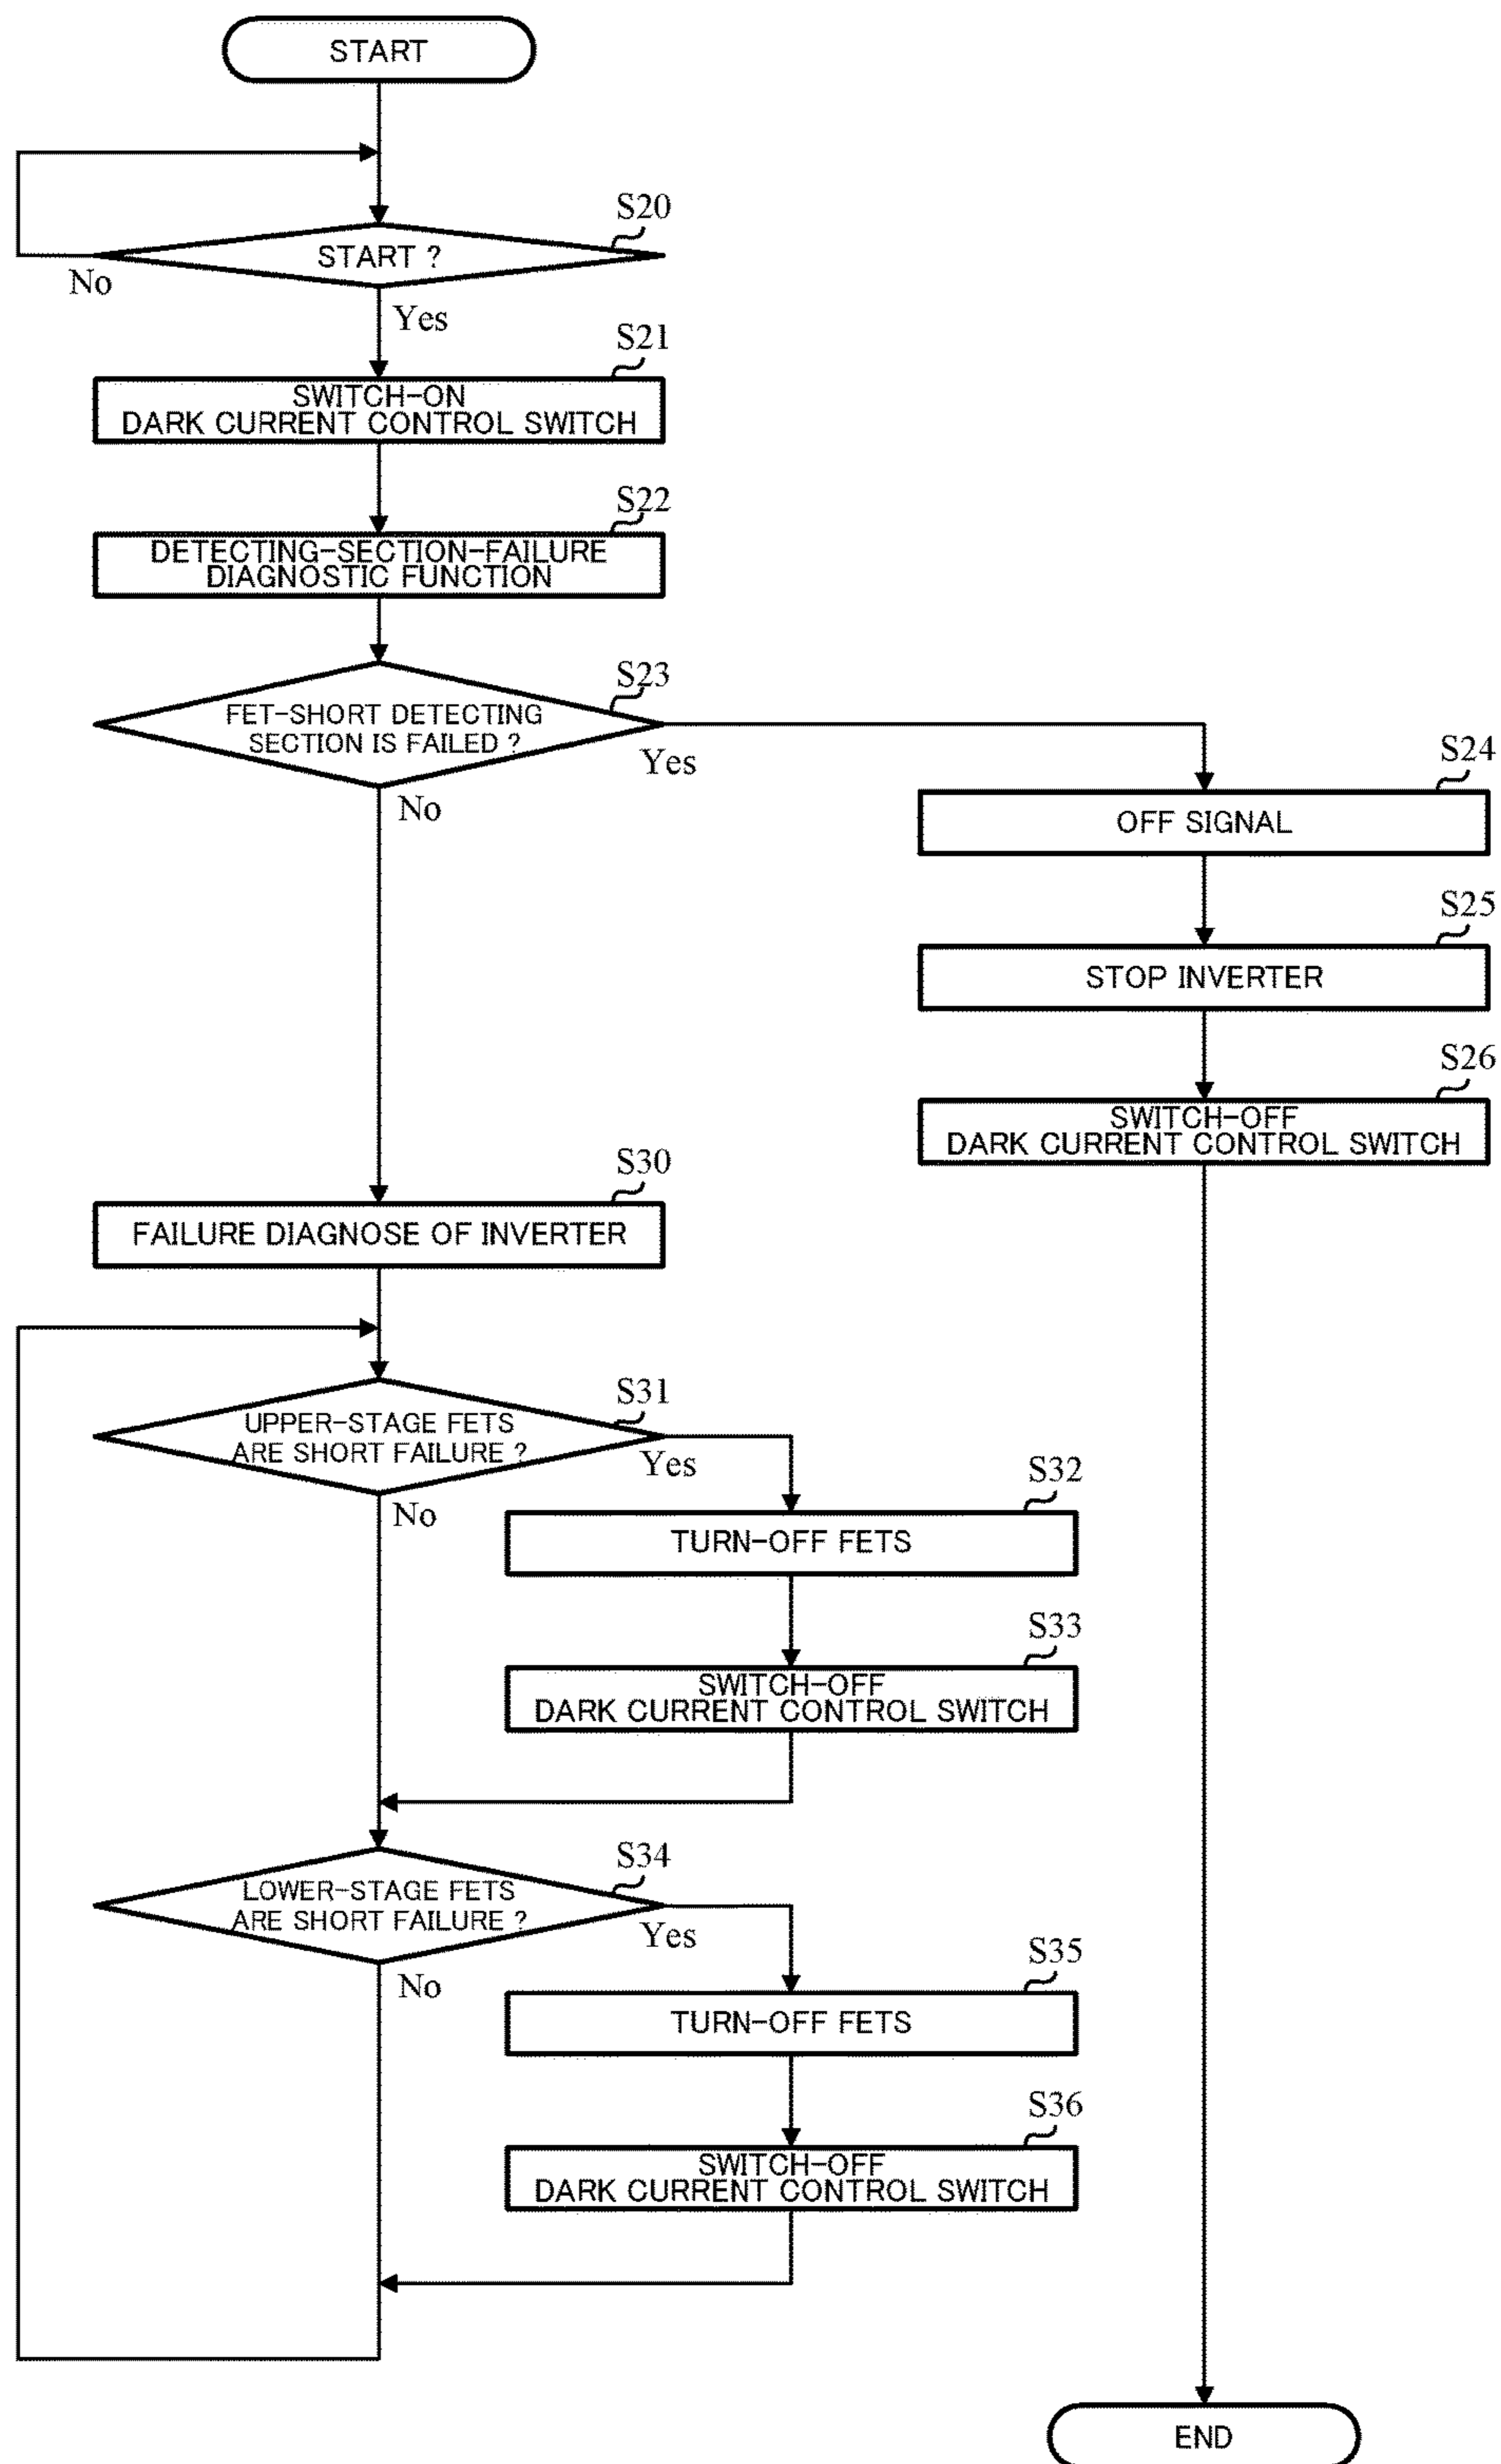 START
S20
START ?
No
Yes
S21
SWITCH-ON
DARK CURRENT CONTROL SWITCH
S22
DETECTING-SECTION-FAILURE
DIAGNOSTIC FUNCTION
S23
FET-SHORT DETECTING
SECTION IS FAILED ?
Yes
No
S24
OFF SIGNAL
S25
STOP INVERTER
S26
SWITCH-OFF
DARK CURRENT CONTROL SWITCH
S30
FAILURE DIAGNOSE OF INVERTER
S31
UPPER-STAGE FETS
ARE SHORT FAILURE ?
Yes
No
S32
TURN-OFF FETS
S33
SWITCH-OFF
DARK CURRENT CONTROL SWITCH
S34
LOWER-STAGE FETS
ARE SHORT FAILURE ?
Yes
No
S35
TURN-OFF FETS
S36
SWITCH-OFF
DARK CURRENT CONTROL SWITCH
END